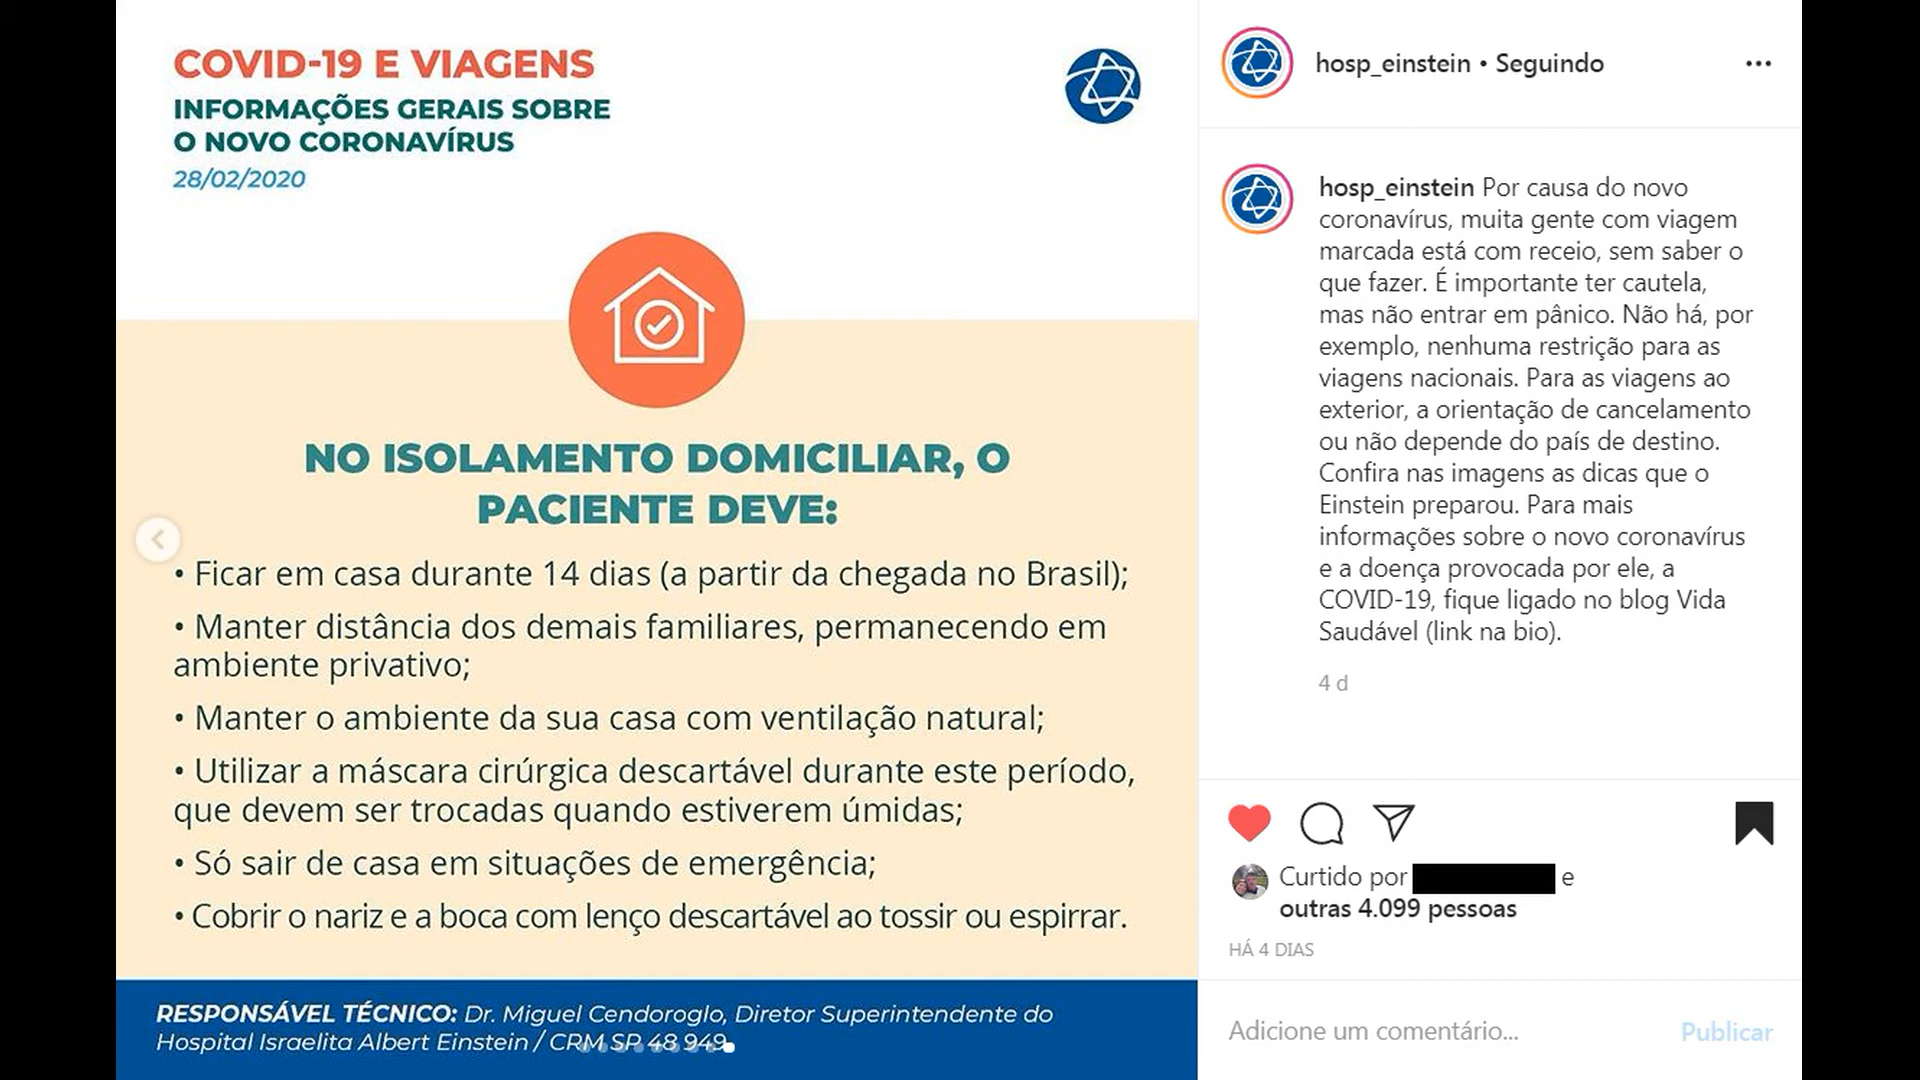 COVID-19 E VIAGENS
INFORMAÇÕES GERAIS SOBRE
O NOVO CORONAVÍRUS
28/02/2020
NO ISOLAMENTO DOMICILIAR, O
PACIENTE DEVE:
• Ficar em casa durante 14 dias (a partir da chegada no Brasil);
• Manter distância dos demais familiares, permanecendo em
ambiente privativo;
• Manter o ambiente da sua casa com ventilação natural;
• Utilizar a máscara cirúrgica descartável durante este período,
que devem ser trocadas quando estiverem úmidas;
• Só sair de casa em situações de emergência;
• Cobrir o nariz e a boca com lenço descartável ao tossir ou espirrar.
RESPONSÁVEL TÉCNICO: Dr. Miguel Cendoroglo, Diretor Superintendente do
Hospital Israelita Albert Einstein / CRM SP 48 949
hosp_einstein • Seguindo
hosp_einstein Por causa do novo
coronavírus, muita gente com viagem
marcada está com receio, sem saber o
que fazer. É importante ter cautela,
mas não entrar em pânico. Não há, por
exemplo, nenhuma restrição para as
viagens nacionais. Para as viagens ao
exterior, a orientação de cancelamento
ou não depende do país de destino.
Confira nas imagens as dicas que o
Einstein preparou. Para mais
informações sobre o novo coronavírus
e a doença provocada por ele, a
COVID-19, fique ligado no blog Vida
Saudável (link na bio).
4 d
Curtido por e
outras 4.099 pessoas
HÁ 4 DIAS
Adicione um comentário... Publicar